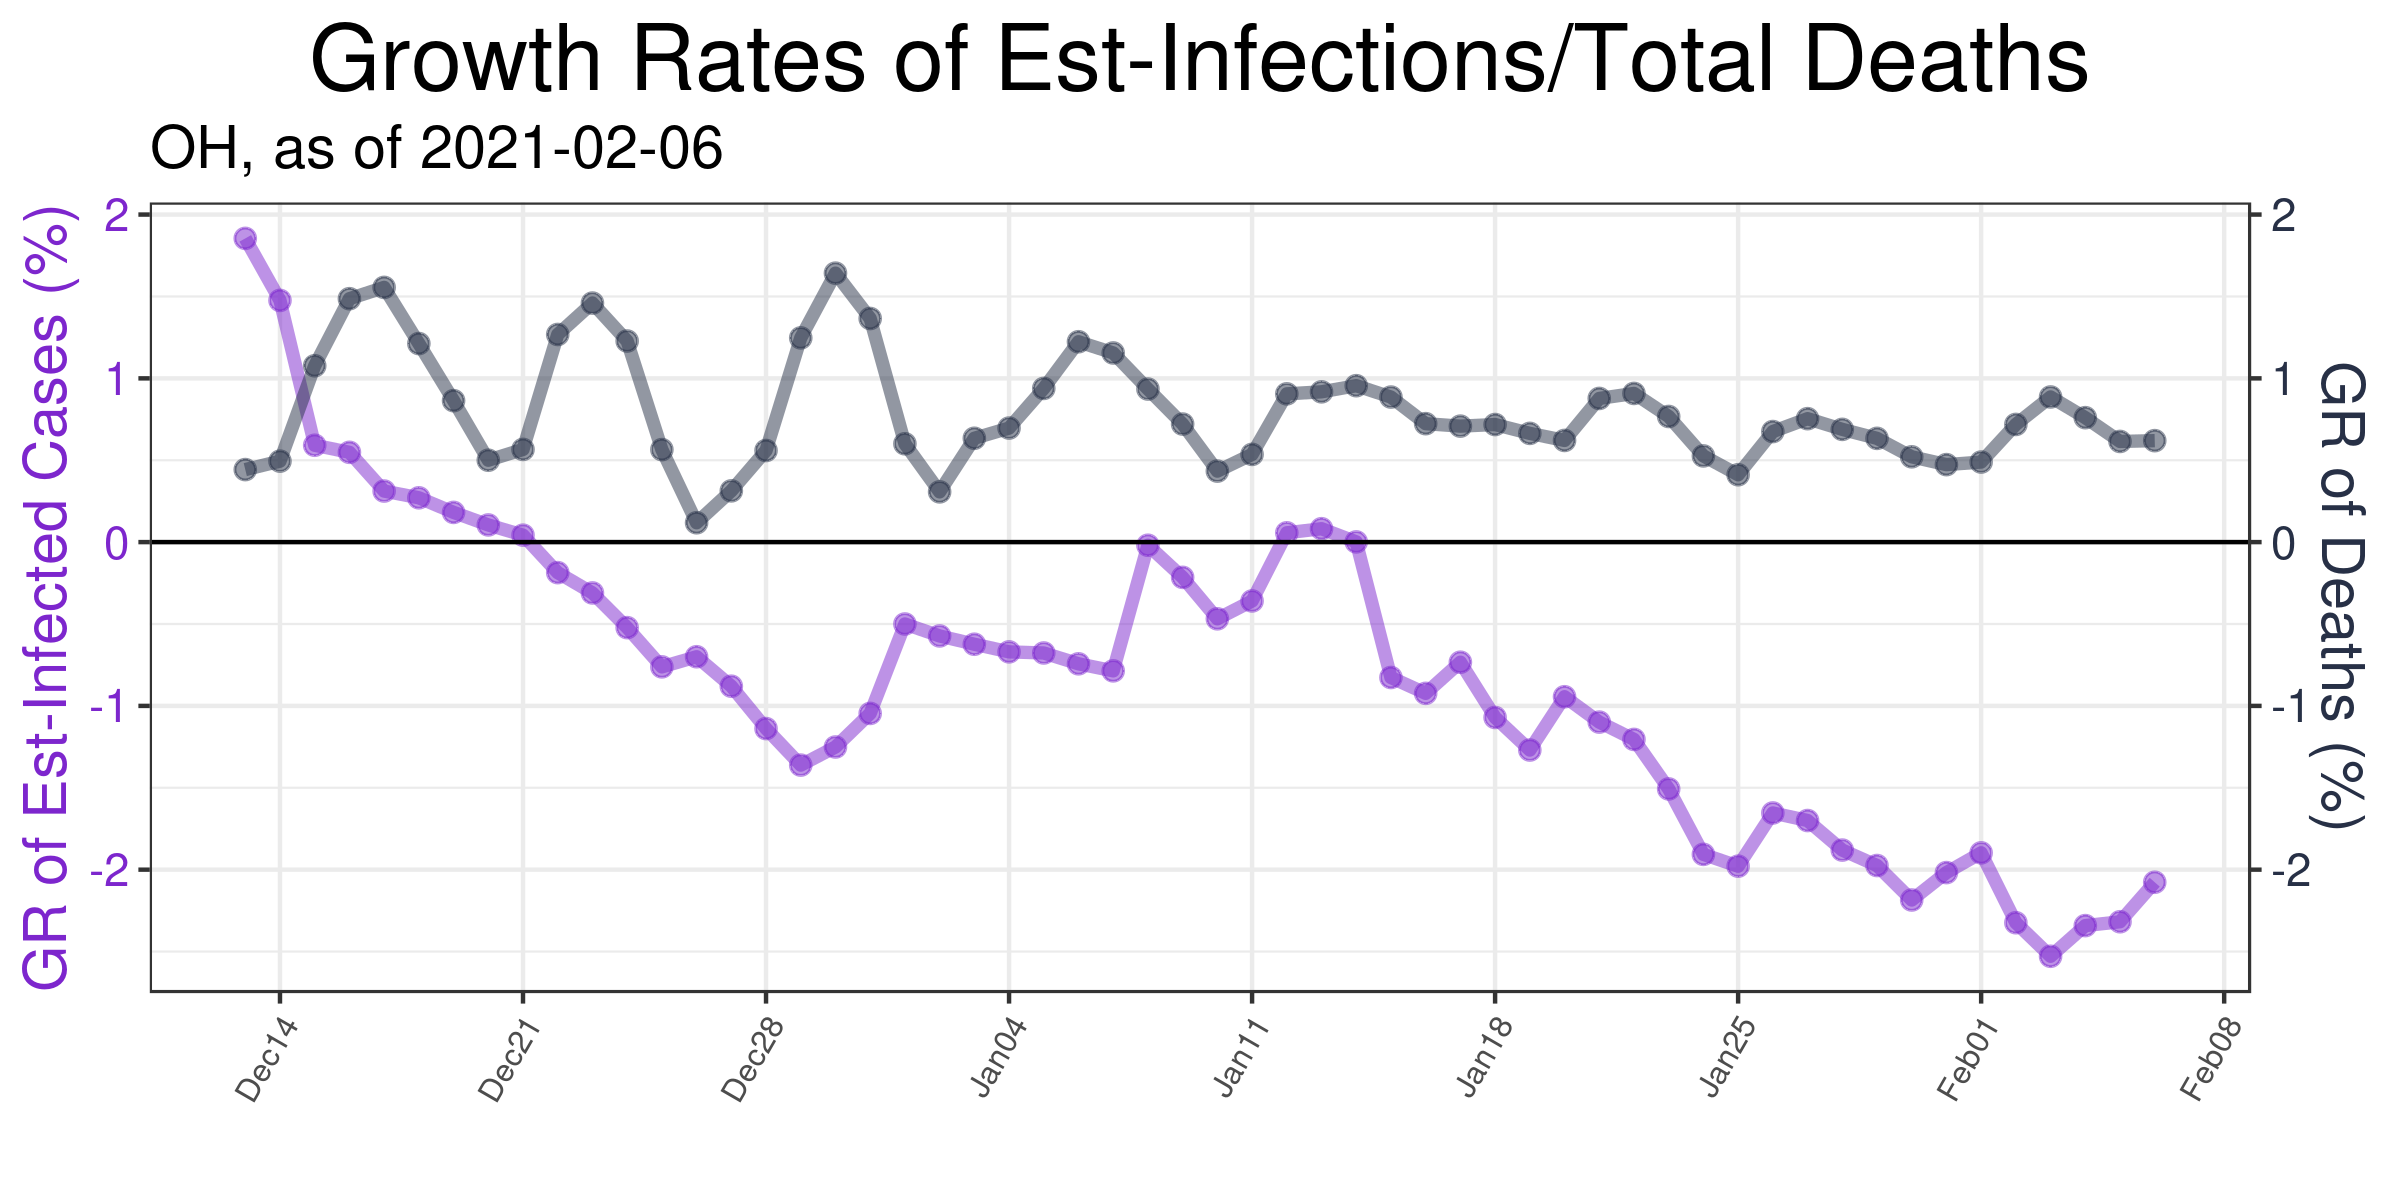 Growth Rates of Est-Infections/Total Deaths
OH, as of 2021-02-06
GR of Est-Infected Cases (%)
2
1
0
-1
-2
2
1
0
-1
-2
GR of Deaths (%)
Dec14
Dec21
Dec28
Jan04
Jan11
Jan18
Jan25
Feb01
Feb08